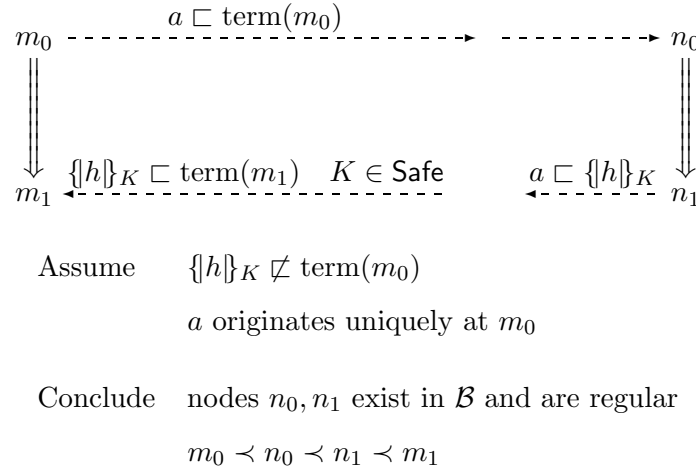 a ⊏ term(m₀)
m₀ n₀
{|h|}_K ⊏ term(m₁) K ∈ Safe a ⊏ {|h|}_K
m₁ n₁
Assume {|h|}_K ⊄ term(m₀)
a originates uniquely at m₀
Conclude nodes n₀, n₁ exist in ℬ and are regular
m₀ ≺ n₀ ≺ n₁ ≺ m₁